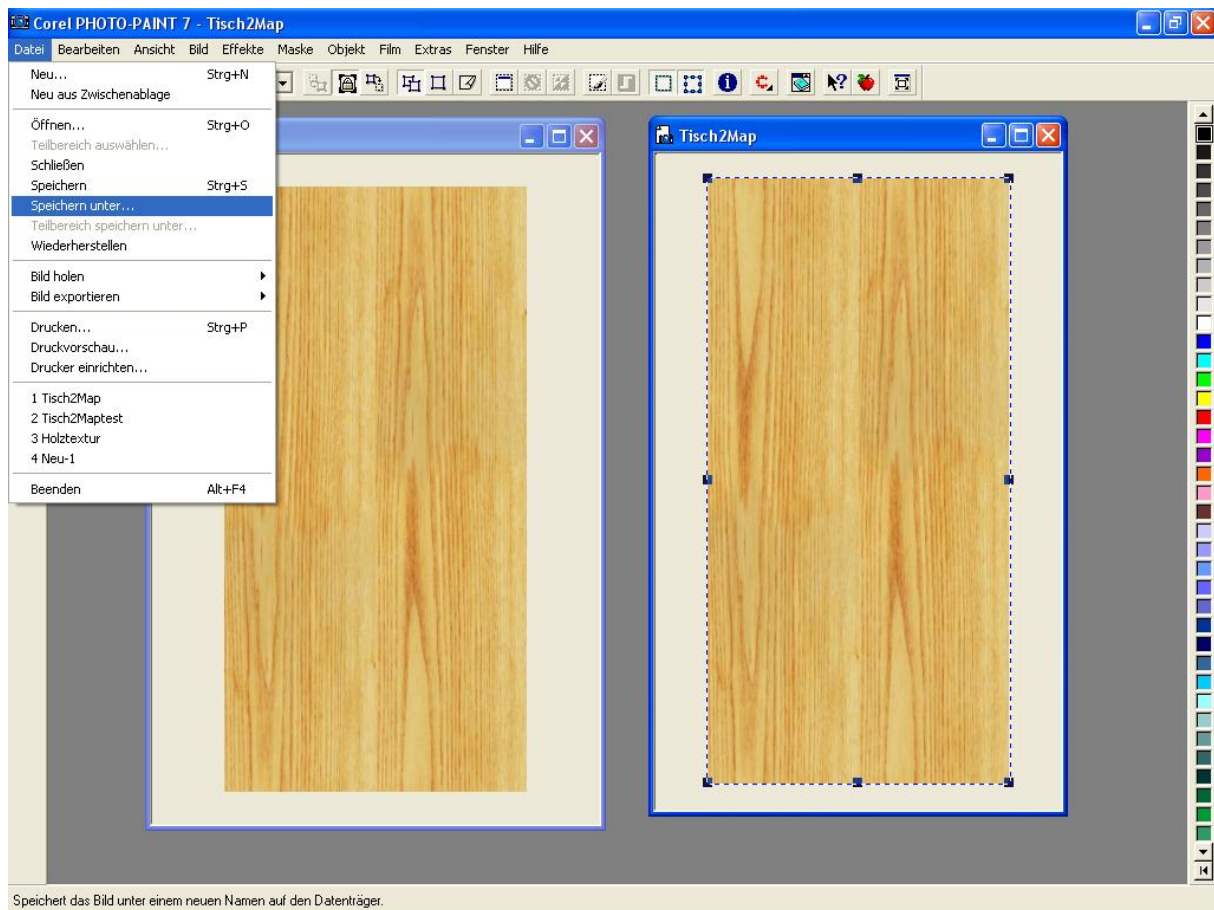 Corel PHOTO-PAINT 7 - Tisch2Map
Datei Bearbeiten Ansicht Bild Effekte Maske Objekt Film Extras Fenster Hilfe
Neu... Strg+N
Neu aus Zwischenablage
Öffnen... Strg+O
Teilbereich auswählen...
Schließen
Speichern Strg+S
Speichern unter...
Teilbereich speichern unter...
Wiederherstellen
Bild holen
Bild exportieren
Drucken... Strg+P
Druckvorschau...
Drucker einrichten...
1 Tisch2Map
2 Tisch2Maptest
3 Holztextur
4 Neu-1
Beenden Alt+F4
Tisch2Map
Speichert das Bild unter einem neuen Namen auf den Datenträger.